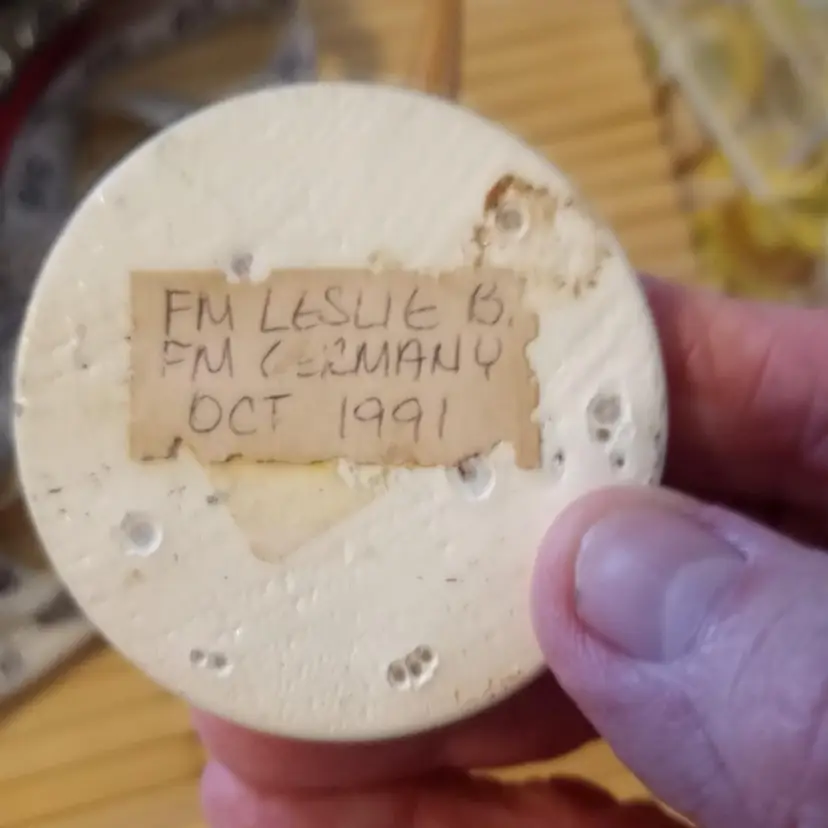 FM LESLIE B.
FM GERMANY
OCT 1991